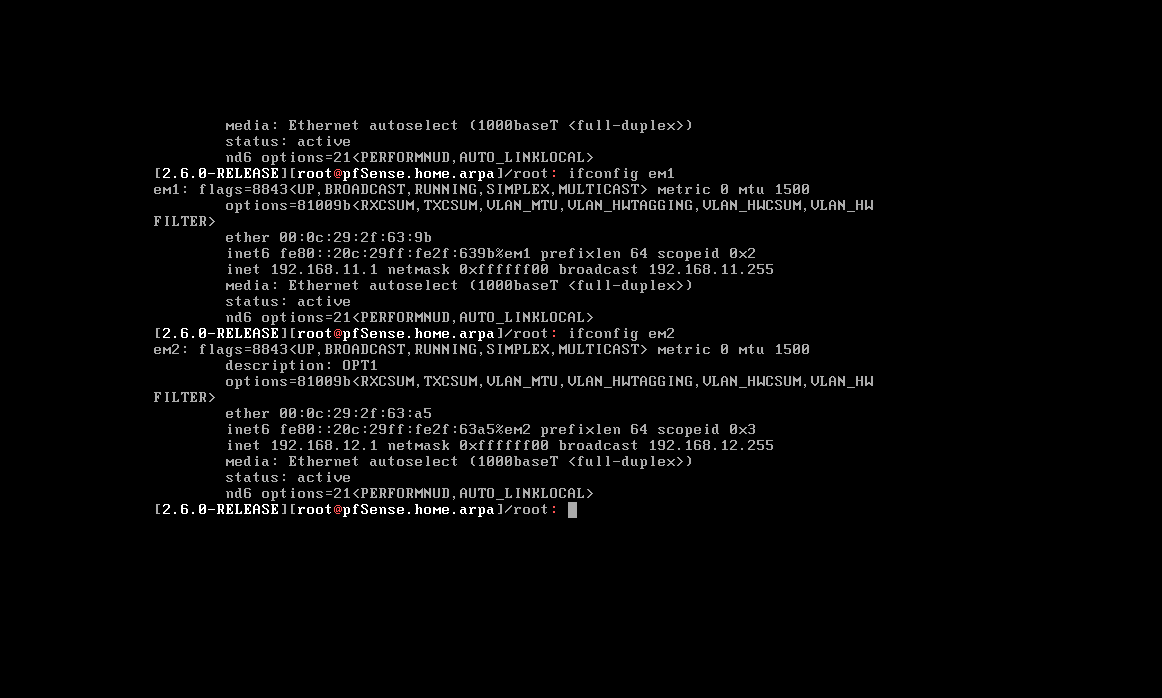 media: Ethernet autoselect (1000baseT <full-duplex>)
status: active
nd6 options=21<PERFORMNUD,AUTO_LINKLOCAL>
[2.6.0-RELEASE][root@pfSense.home.arpa]/root: ifconfig em1
em1: flags=8843<UP,BROADCAST,RUNNING,SIMPLEX,MULTICAST> metric 0 mtu 1500
options=81009b<RXCSUM,TXCSUM,VLAN_MTU,VLAN_HWTAGGING,VLAN_HWCSUM,VLAN_HW
FILTER>
ether 00:0c:29:2f:63:9b
inet6 fe80::20c:29ff:fe2f:639b%em1 prefixlen 64 scopeid 0x2
inet 192.168.11.1 netmask 0xffffff00 broadcast 192.168.11.255
media: Ethernet autoselect (1000baseT <full-duplex>)
status: active
nd6 options=21<PERFORMNUD,AUTO_LINKLOCAL>
[2.6.0-RELEASE][root@pfSense.home.arpa]/root: ifconfig em2
em2: flags=8843<UP,BROADCAST,RUNNING,SIMPLEX,MULTICAST> metric 0 mtu 1500
description: OPT1
options=81009b<RXCSUM,TXCSUM,VLAN_MTU,VLAN_HWTAGGING,VLAN_HWCSUM,VLAN_HW
FILTER>
ether 00:0c:29:2f:63:a5
inet6 fe80::20c:29ff:fe2f:63a5%em2 prefixlen 64 scopeid 0x3
inet 192.168.12.1 netmask 0xffffff00 broadcast 192.168.12.255
media: Ethernet autoselect (1000baseT <full-duplex>)
status: active
nd6 options=21<PERFORMNUD,AUTO_LINKLOCAL>
[2.6.0-RELEASE][root@pfSense.home.arpa]/root: